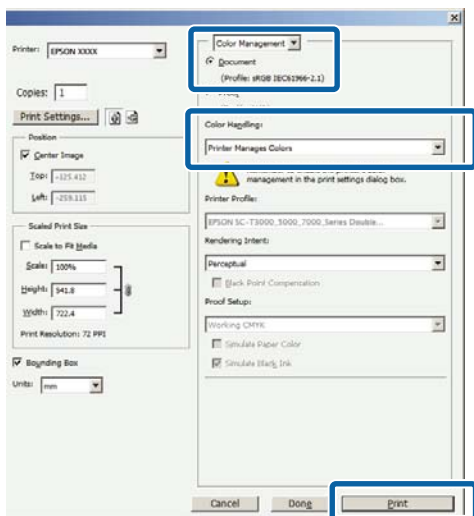 Printer: EPSON XXXX
Copies: 1
Print Settings...
Position
Center Image
Top: -125.412
Left: -259.115
Scaled Print Size
Scale to Fit Media
Scale: 100%
Height: 541.8
Width: 722.4
Print Resolution: 72 PPI
Bounding Box
Units: mm
Color Management
Document
(Profile: sRGB IEC61966-2.1)
Color Handling:
Printer Manages Colors
management in the print settings dialog box.
Printer Profile:
EPSON SC-T3000_5000_7000_Series Double...
Rendering Intent:
Perceptual
Black Point Compensation
Proof Setup:
Working CMYK
Simulate Paper Color
Simulate Black Ink
Cancel
Done
Print